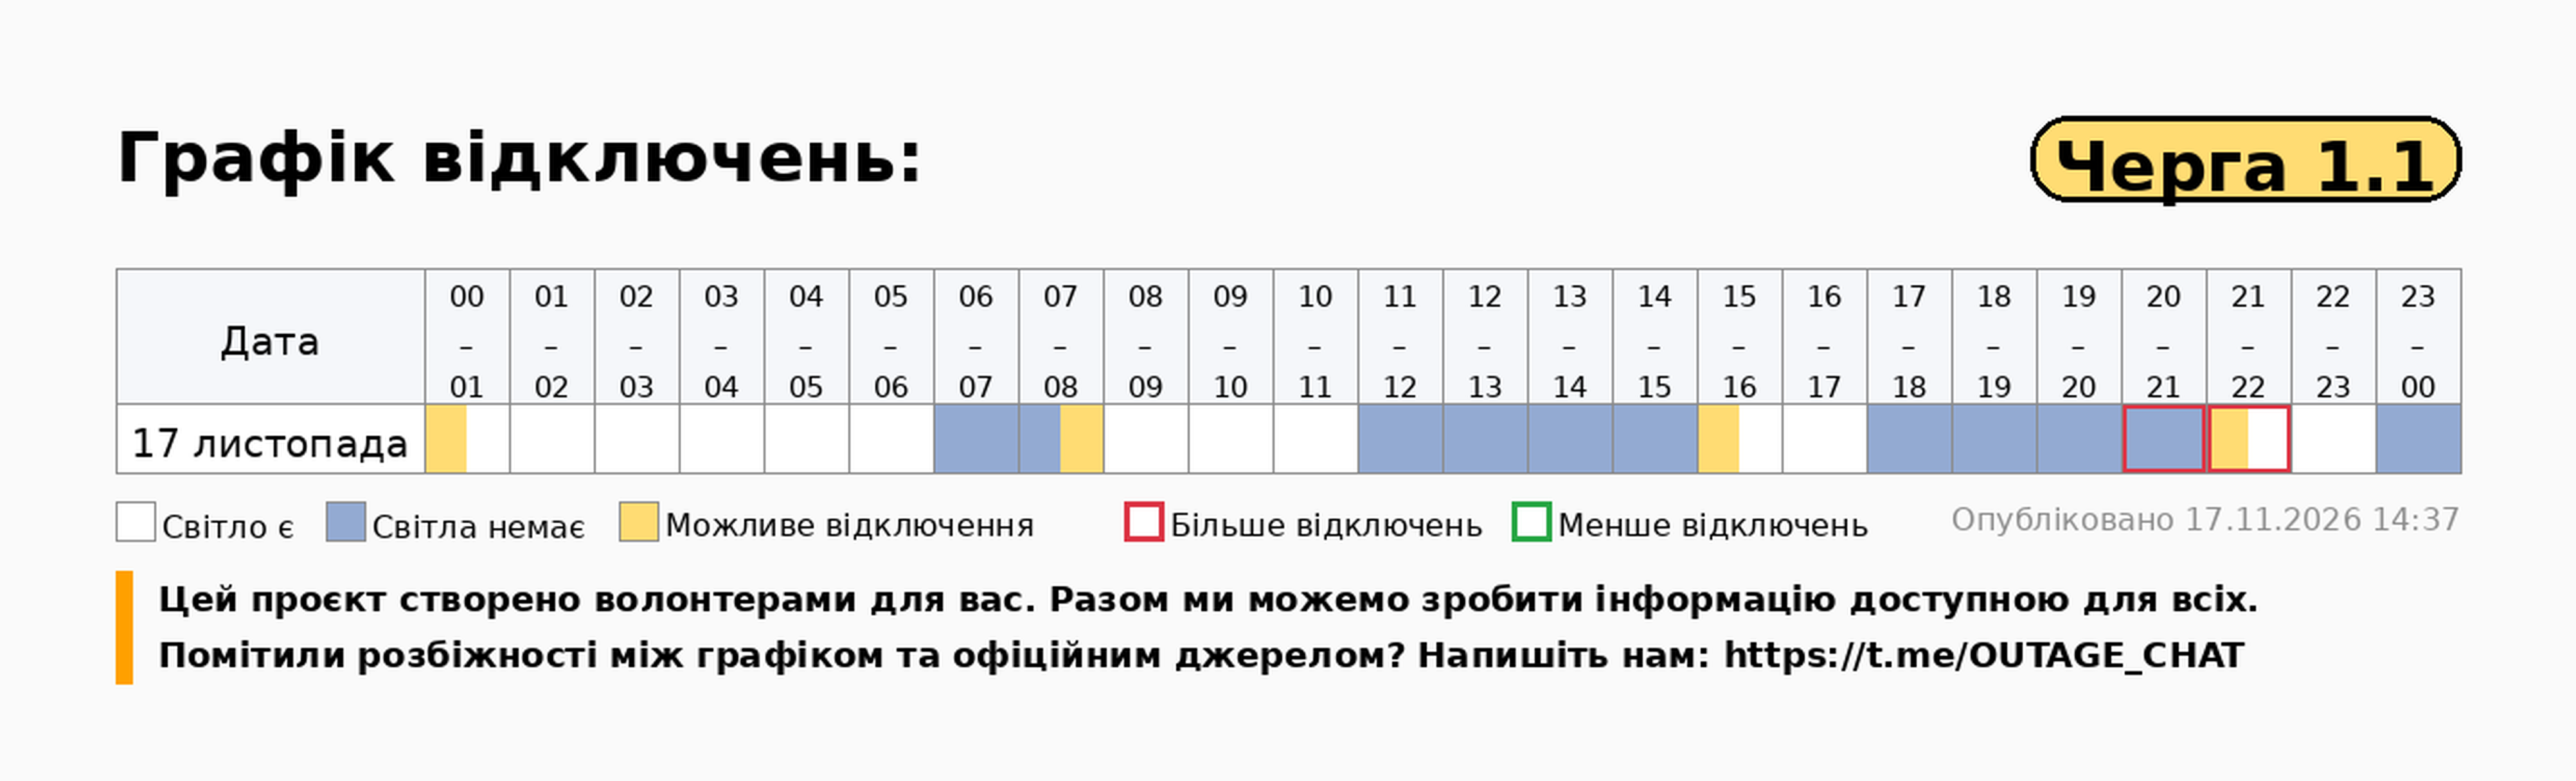 Графік відключень:
Черга 1.1
Дата
00 – 01
01 – 02
02 – 03
03 – 04
04 – 05
05 – 06
06 – 07
07 – 08
08 – 09
09 – 10
10 – 11
11 – 12
12 – 13
13 – 14
14 – 15
15 – 16
16 – 17
17 – 18
18 – 19
19 – 20
20 – 21
21 – 22
22 – 23
23 – 00
17 листопада
Світло є
Світла немає
Можливе відключення
Більше відключень
Менше відключень
Опубліковано 17.11.2026 14:37
Цей проєкт створено волонтерами для вас. Разом ми можемо зробити інформацію доступною для всіх.
Помітили розбіжності між графіком та офіційним джерелом? Напишіть нам: https://t.me/OUTAGE_CHAT